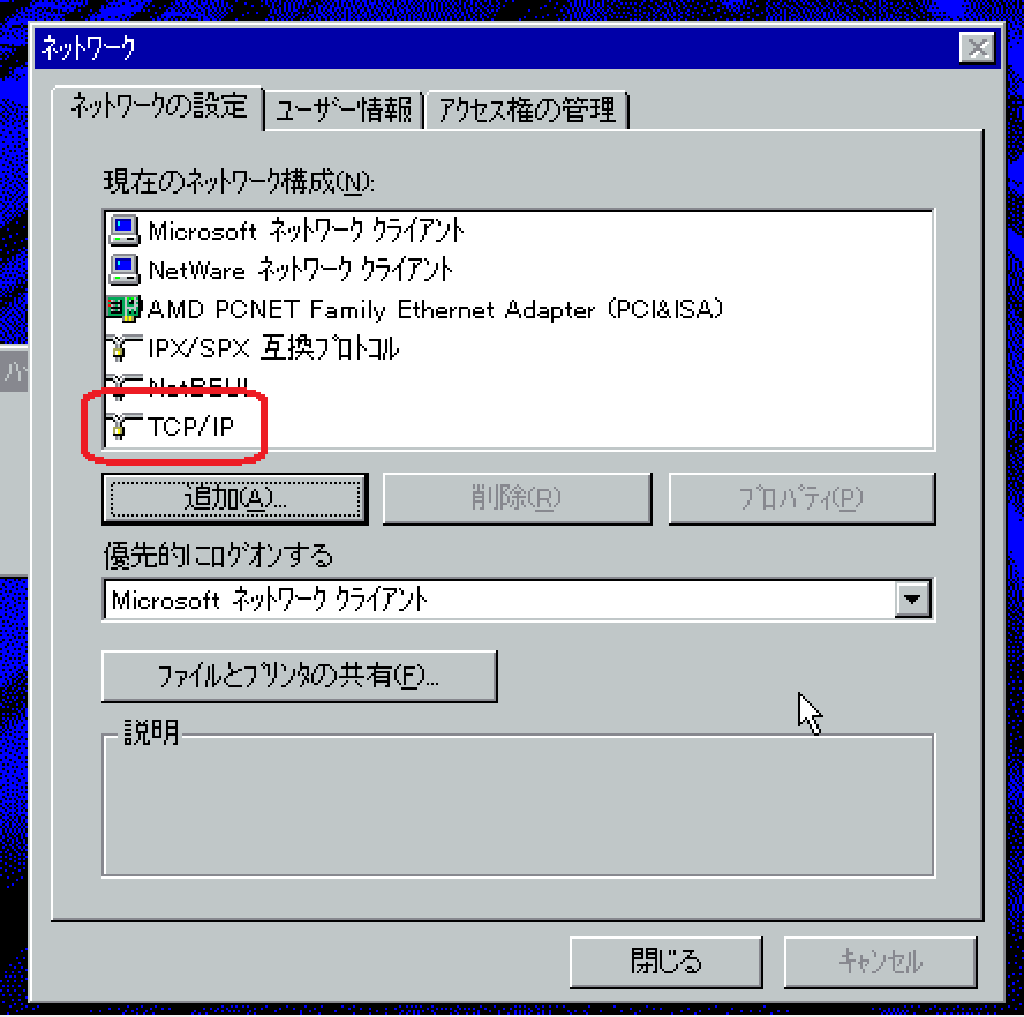 ネットワーク
ネットワークの設定 ユーザー情報 アクセス権の管理
現在のネットワーク構成(N):
Microsoft ネットワーク クライアント
NetWare ネットワーク クライアント
AMD PCNET Family Ethernet Adapter (PCI&ISA)
IPX/SPX 互換プロトコル
NetBEUI
TCP/IP
追加(A)... 削除(R) プロパティ(P)
優先的にログオンする
Microsoft ネットワーク クライアント
ファイルとプリンタの共有(F)...
説明
閉じる キャンセル